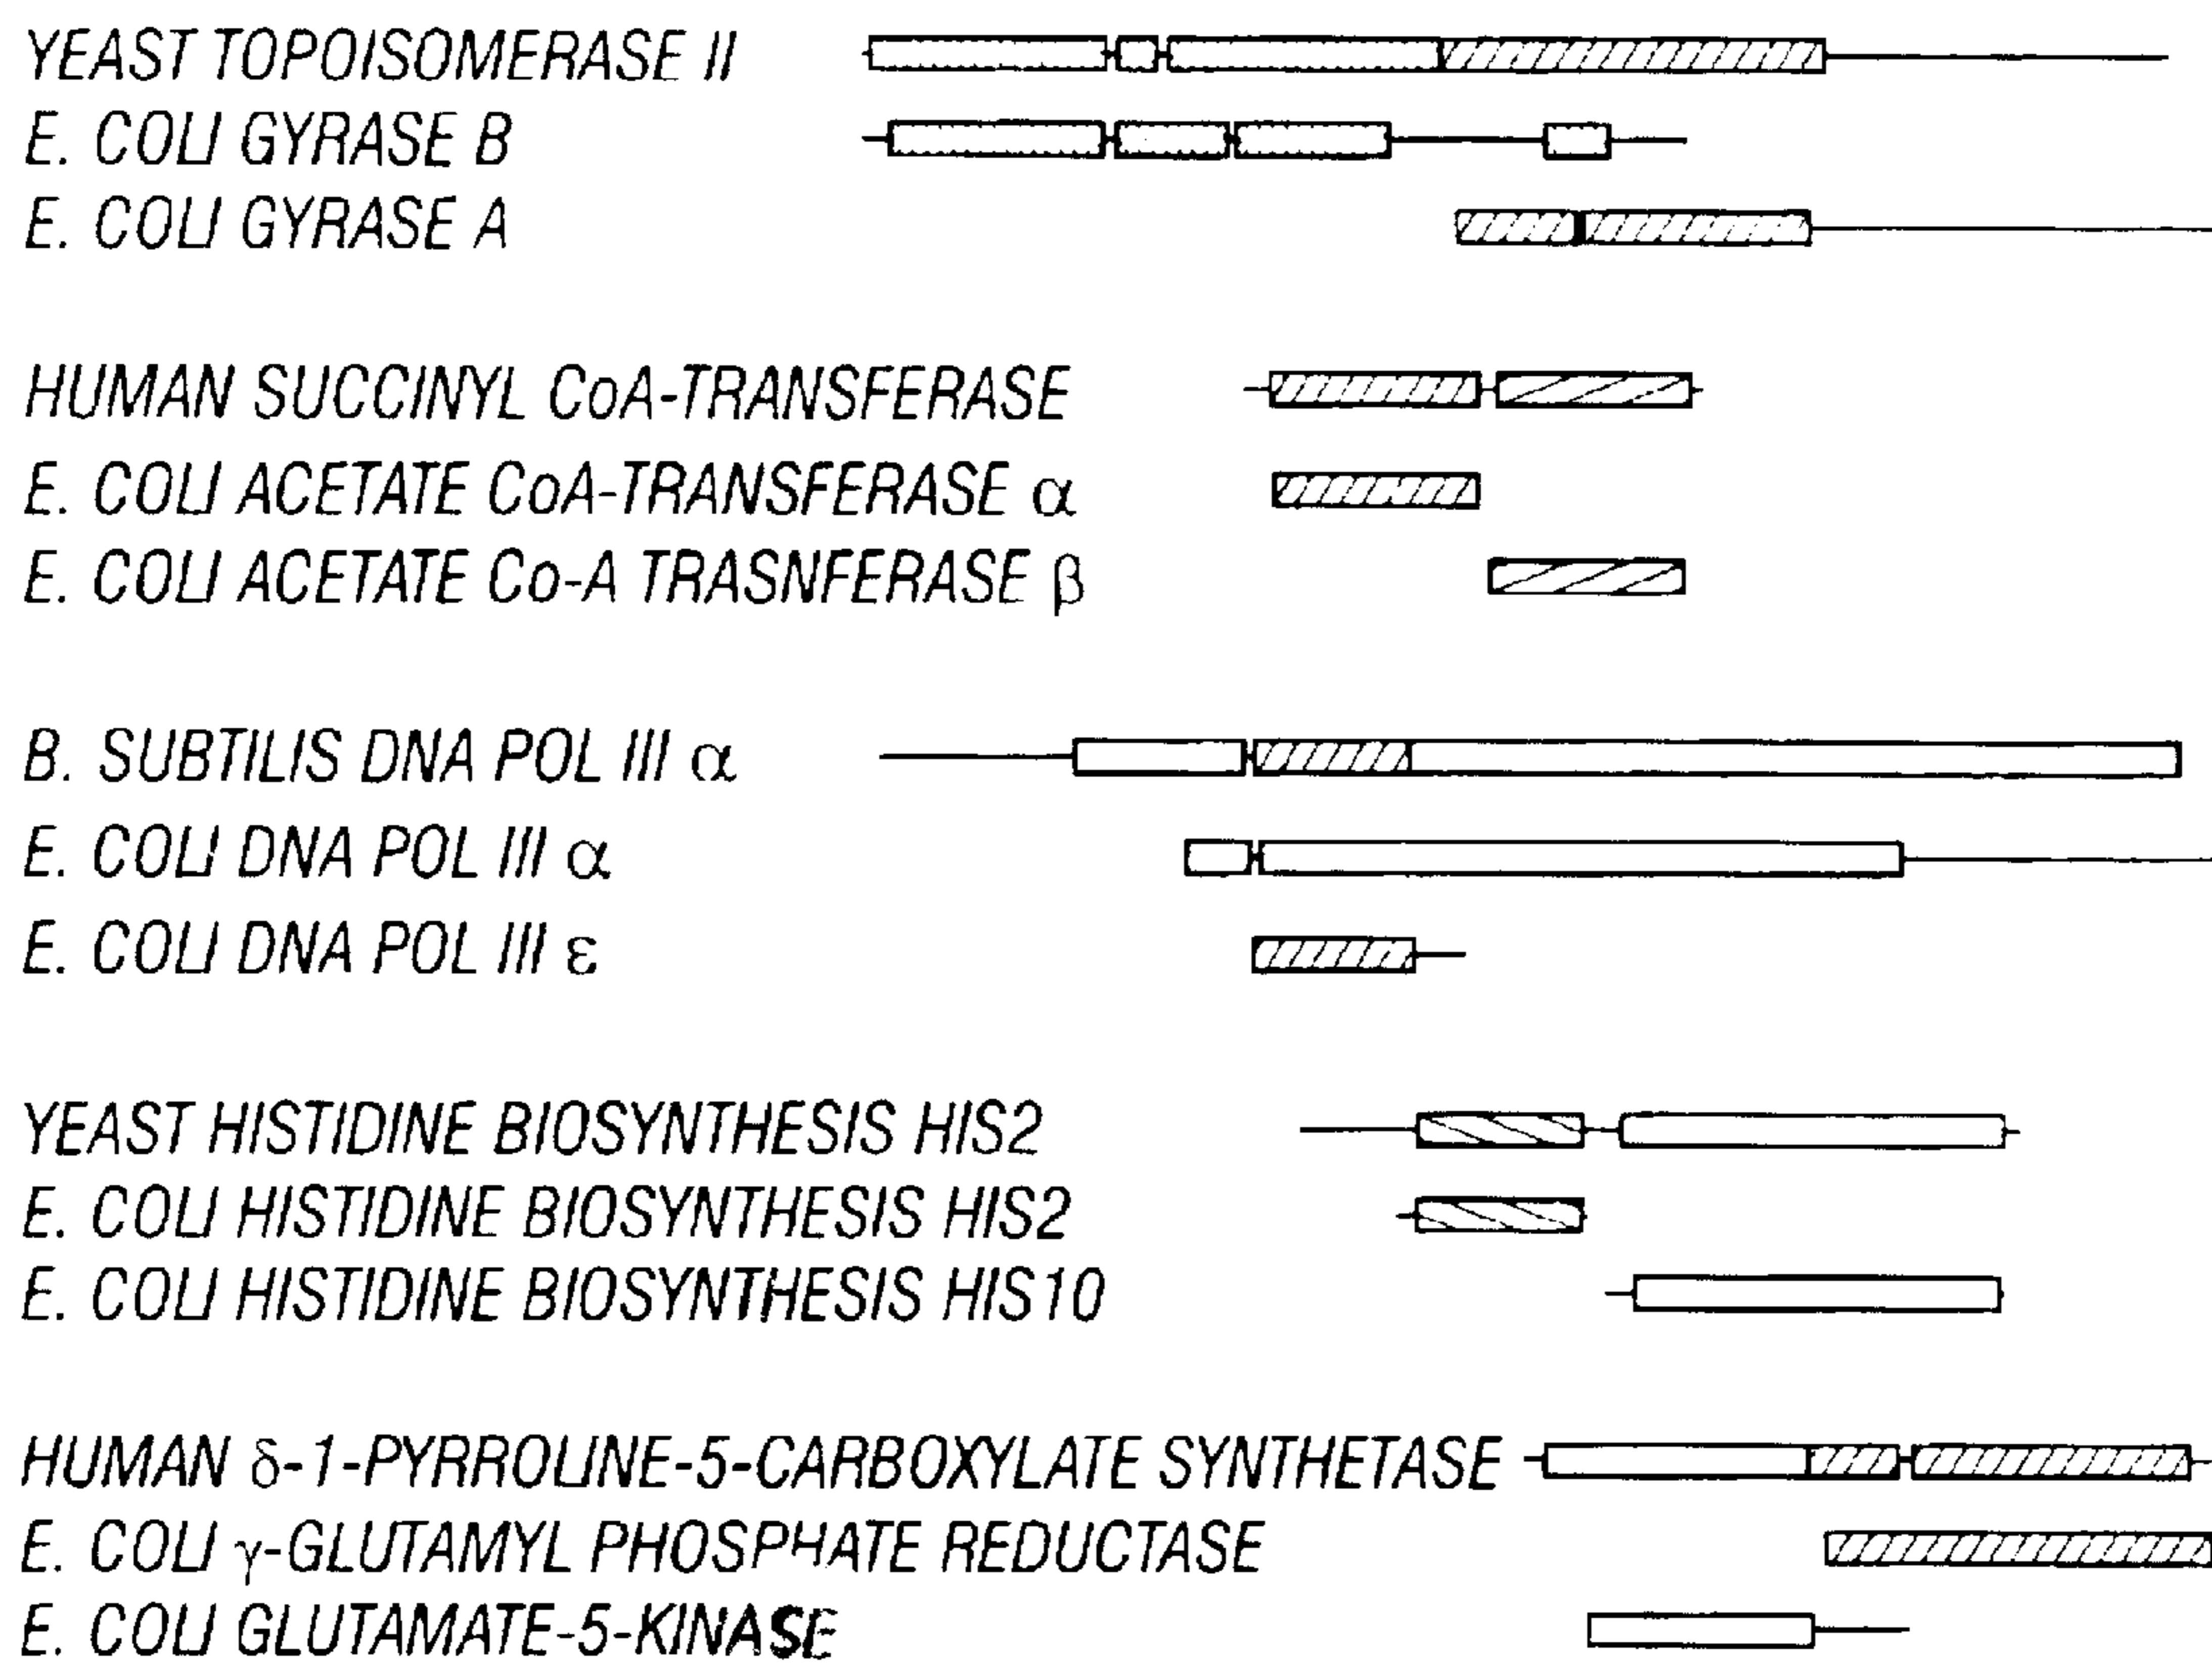 YEAST TOPOISOMERASE II
E. COLI GYRASE B
E. COLI GYRASE A
HUMAN SUCCINYL CoA-TRANSFERASE
E. COLI ACETATE CoA-TRANSFERASE α
E. COLI ACETATE Co-A TRASNFERASE β
B. SUBTILIS DNA POL III α
E. COLI DNA POL III α
E. COLI DNA POL III ε
YEAST HISTIDINE BIOSYNTHESIS HIS2
E. COLI HISTIDINE BIOSYNTHESIS HIS2
E. COLI HISTIDINE BIOSYNTHESIS HIS10
HUMAN δ-1-PYRROLINE-5-CARBOXYLATE SYNTHETASE
E. COLI γ-GLUTAMYL PHOSPHATE REDUCTASE
E. COLI GLUTAMATE-5-KINASE